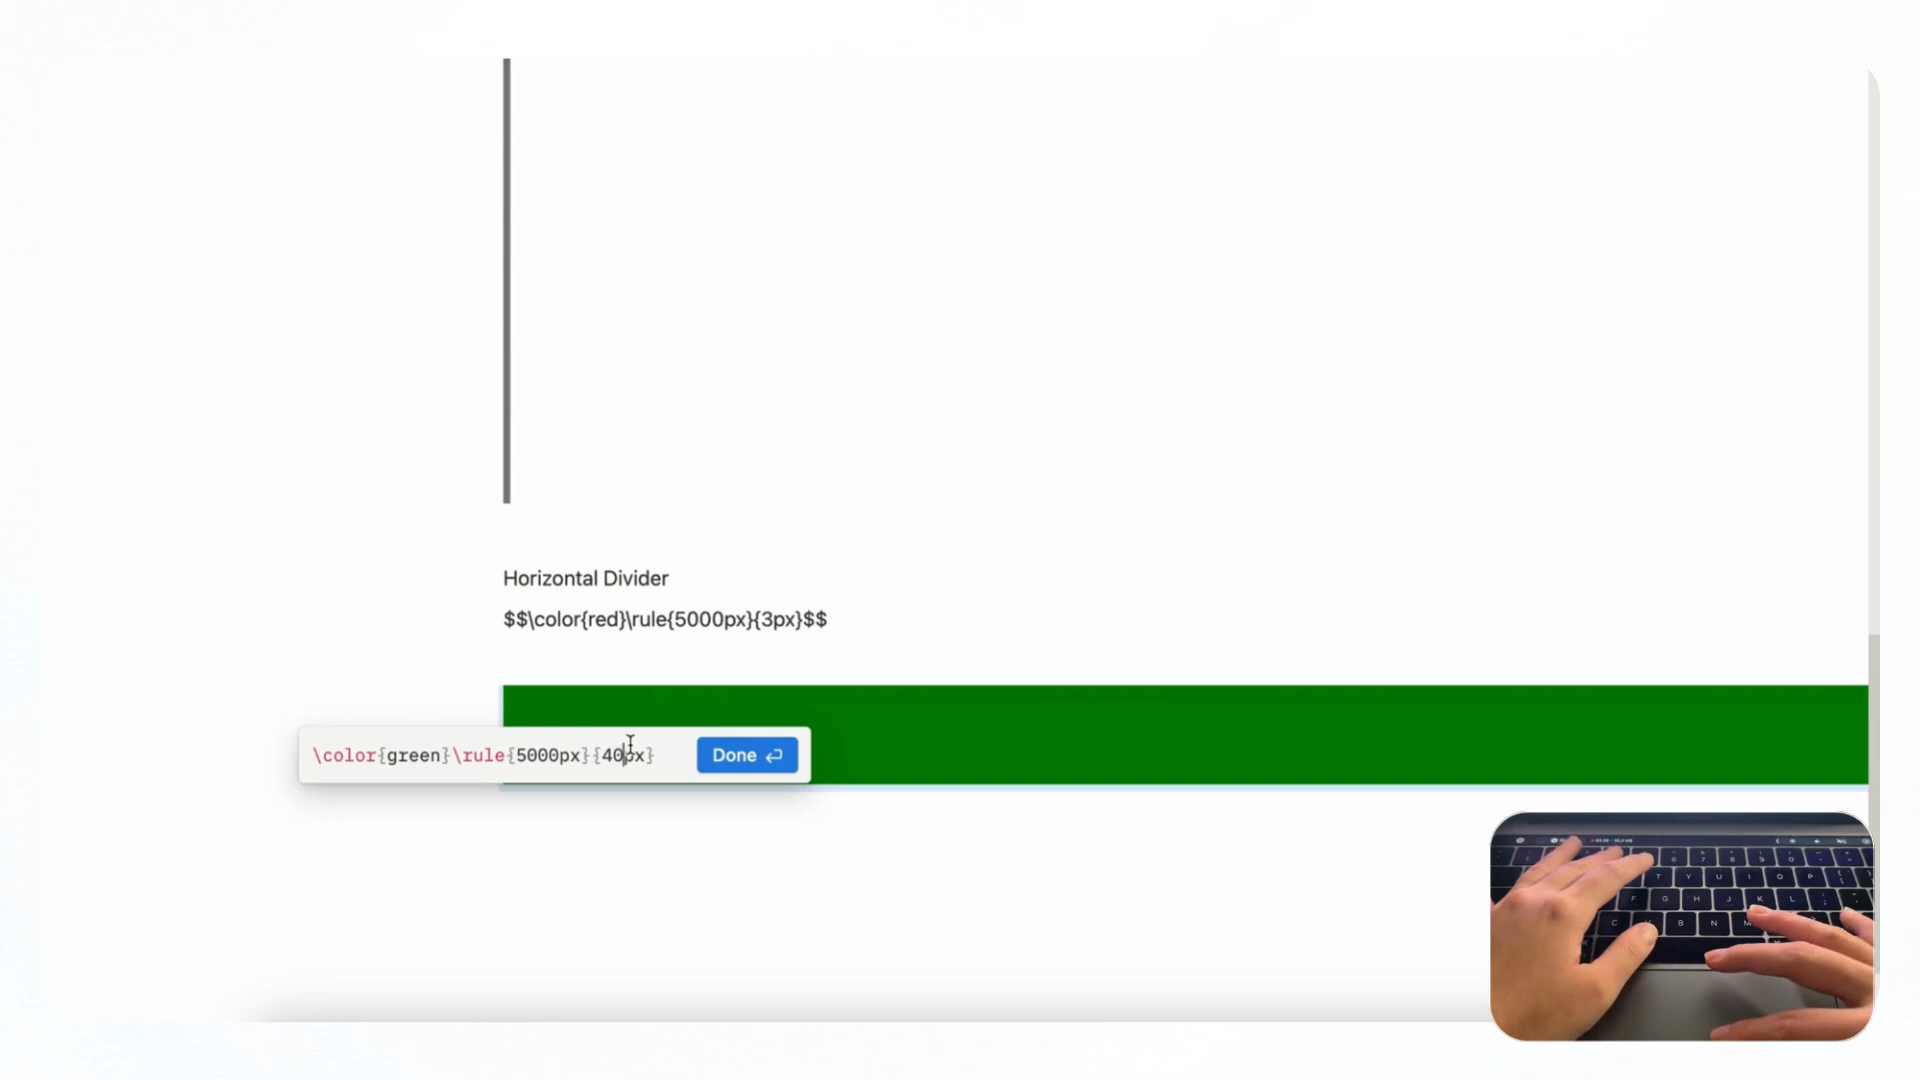 Horizontal Divider
$$\color{red}\rule{5000px}{3px}$$
\color{green}\rule{5000px}{40px}
Done